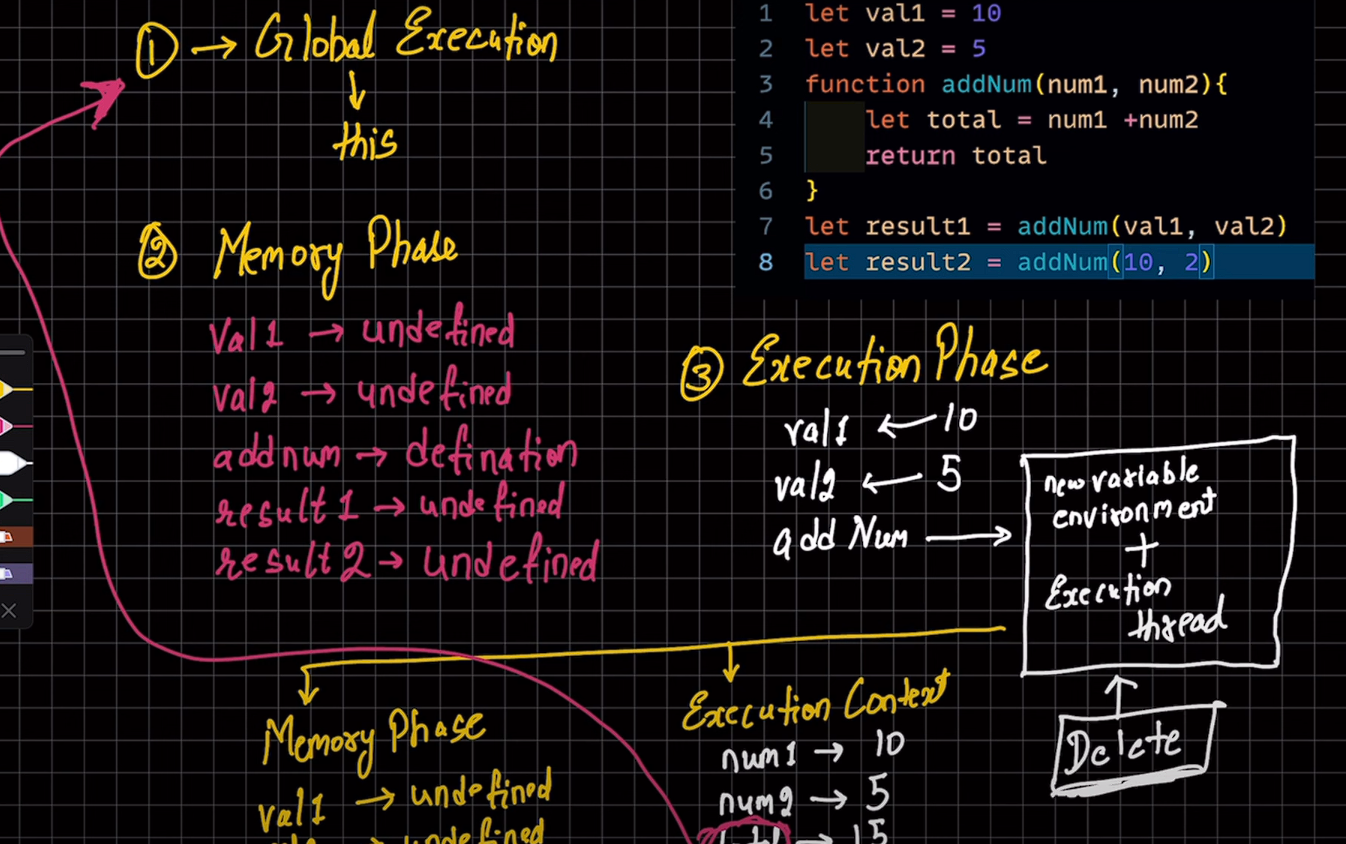 ① → Global Execution
↓
this
1 let val1 = 10
2 let val2 = 5
3 function addNum(num1, num2){
4 let total = num1 +num2
5 return total
6 }
7 let result1 = addNum(val1, val2)
8 let result2 = addNum(10, 2)
② Memory Phase
val1 → undefined
val2 → undefined
addnum → defination
result1 → undefined
result2 → undefined
③ Execution Phase
val1 ← 10
val2 ← 5
add Num →
new variable
environment
+
Execution
thread
Delete
Memory Phase
val1 → undefined
Execution Context
num1 → 10
num2 → 5
→ 15